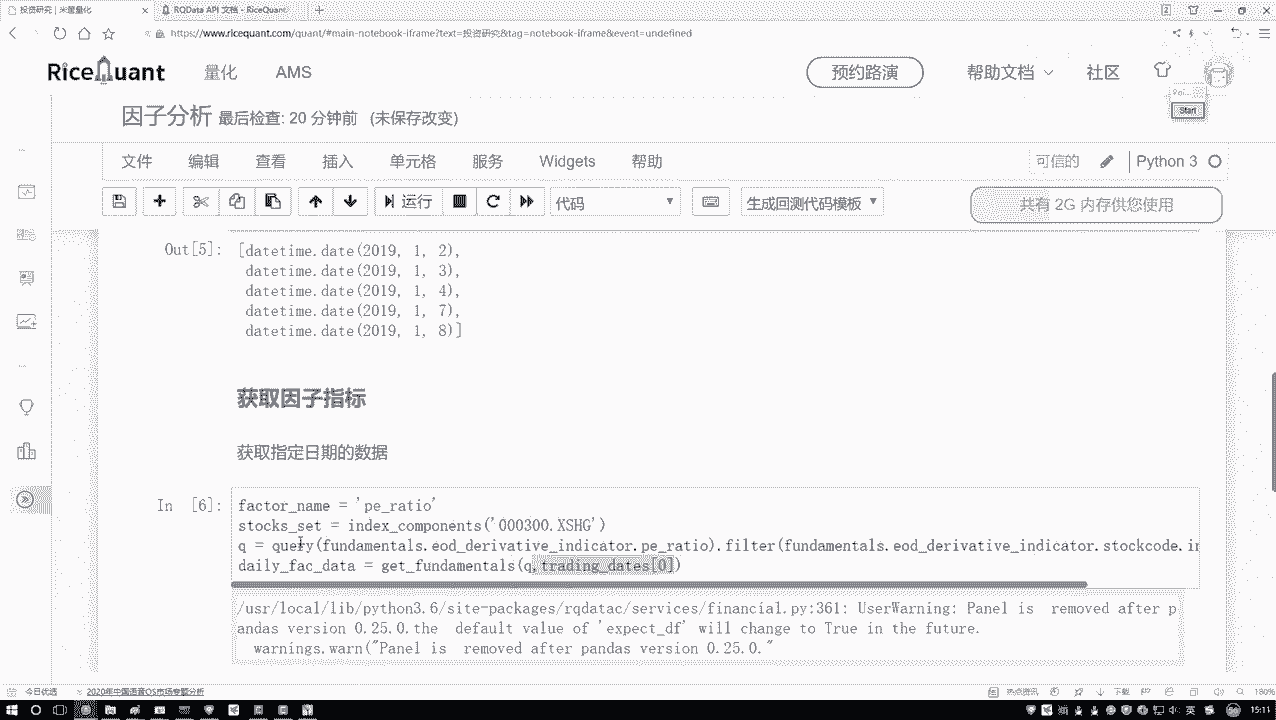 投资研究 | 米筐量化
RQData API 文档 - RiceQuant
https://www.ricequant.com/quant/#main-notebook-iframe?text=投资研究&tag=notebook-iframe&event=undefined
RiceQuant 量化 AMS 预约路演 帮助文档 社区
Start
因子分析 最后检查: 20 分钟前 (未保存改变)
文件 编辑 查看 插入 单元格 服务 Widgets 帮助 可信的 Python 3
运行 代码 生成回测代码模板 共有 2G 内存供您使用
Out[5]: [datetime.date(2019, 1, 2),
datetime.date(2019, 1, 3),
datetime.date(2019, 1, 4),
datetime.date(2019, 1, 7),
datetime.date(2019, 1, 8)]
获取因子指标
获取指定日期的数据
In [6]: factor_name = 'pe_ratio'
stocks_set = index_components('000300.XSHG')
q = query(fundamentals.eod_derivative_indicator.pe_ratio).filter(fundamentals.eod_derivative_indicator.stockcode.in
daily_fac_data = get_fundamentals(q,trading_dates[0])
/usr/local/lib/python3.6/site-packages/rqdatac/services/financial.py:361: UserWarning: Panel is removed after p
andas version 0.25.0.the default value of 'expect_df' will change to True in the future.
warnings.warn("Panel is removed after pandas version 0.25.0."
今日优选 2020年中国语音OS市场专题分析 热点资讯 下载 180%
英 15:11